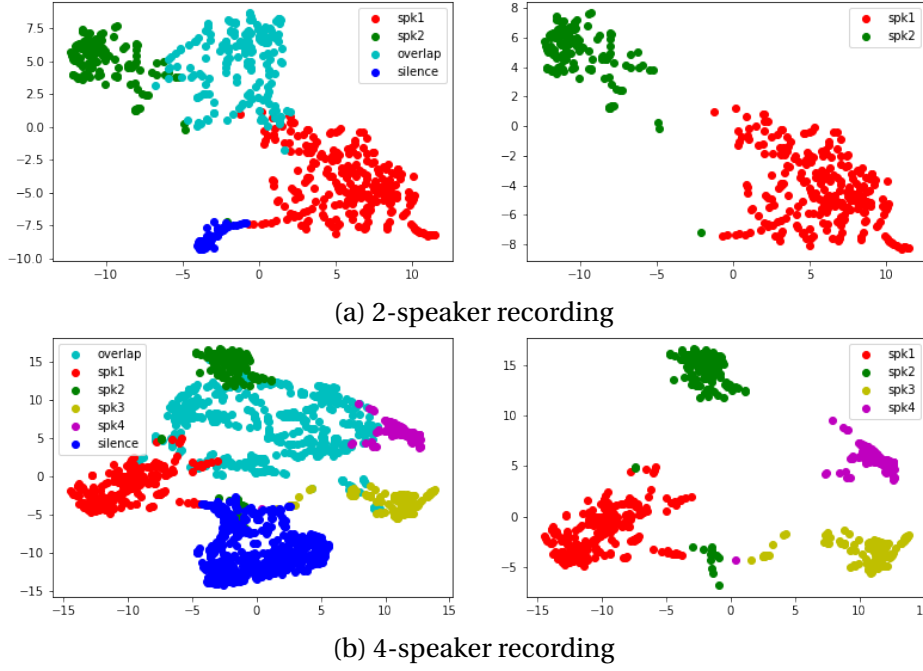 7.5
5.0
2.5
0.0
−2.5
−5.0
−7.5
−10.0
−10
−5
0
5
10
spk1
spk2
overlap
silence
8
6
4
2
0
−2
−4
−6
−8
−10
−5
0
5
10
spk1
spk2
(a) 2-speaker recording
15
10
5
0
−5
−10
−15
−15
−10
−5
0
5
10
15
overlap
spk1
spk2
spk3
spk4
silence
15
10
5
0
−5
−15
−10
−5
0
5
10
1
spk1
spk2
spk3
spk4
(b) 4-speaker recording